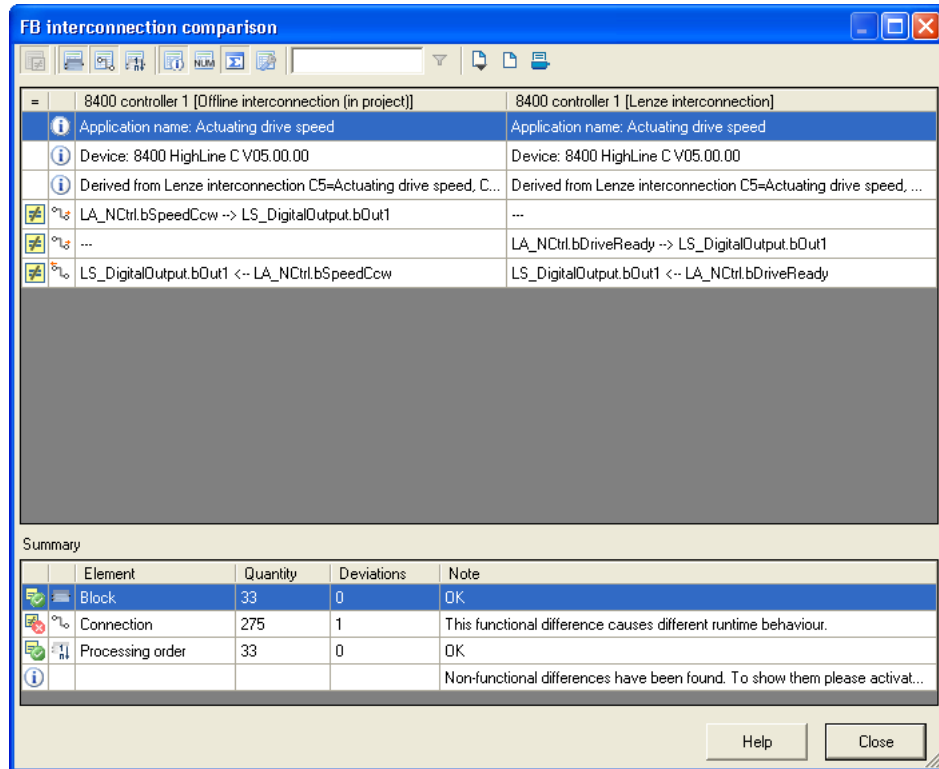 FB interconnection comparison
NUM Σ
= 8400 controller 1 [Offline interconnection (in project)] 8400 controller 1 [Lenze interconnection]
Application name: Actuating drive speed Application name: Actuating drive speed
Device: 8400 HighLine C V05.00.00 Device: 8400 HighLine C V05.00.00
Derived from Lenze interconnection C5=Actuating drive speed, C... Derived from Lenze interconnection C5=Actuating drive speed, ...
≠ LA_NCtrl.bSpeedCcw --> LS_DigitalOutput.bOut1 ---
≠ --- LA_NCtrl.bDriveReady --> LS_DigitalOutput.bOut1
≠ LS_DigitalOutput.bOut1 <-- LA_NCtrl.bSpeedCcw LS_DigitalOutput.bOut1 <-- LA_NCtrl.bDriveReady
Summary
Element Quantity Deviations Note
Block 33 0 OK
Connection 275 1 This functional difference causes different runtime behaviour.
Processing order 33 0 OK
Non-functional differences have been found. To show them please activat...
Help Close